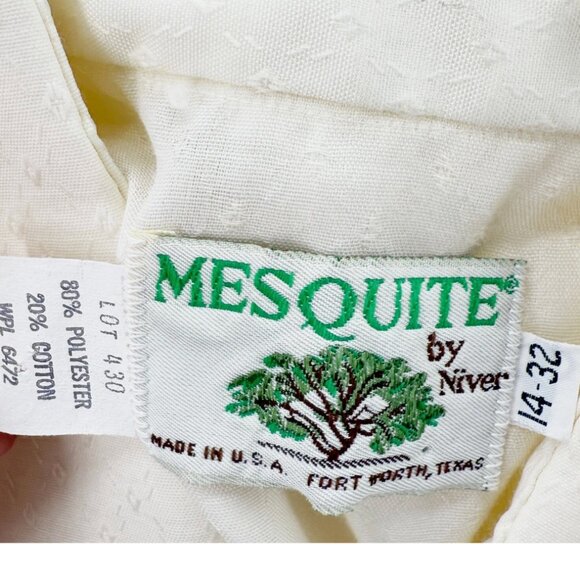 MESQUITE®
by
Niver
MADE IN U.S.A
FORT WORTH, TEXAS
14-32
LOT 430
80% POLYESTER
20% COTTON
WPL 6472